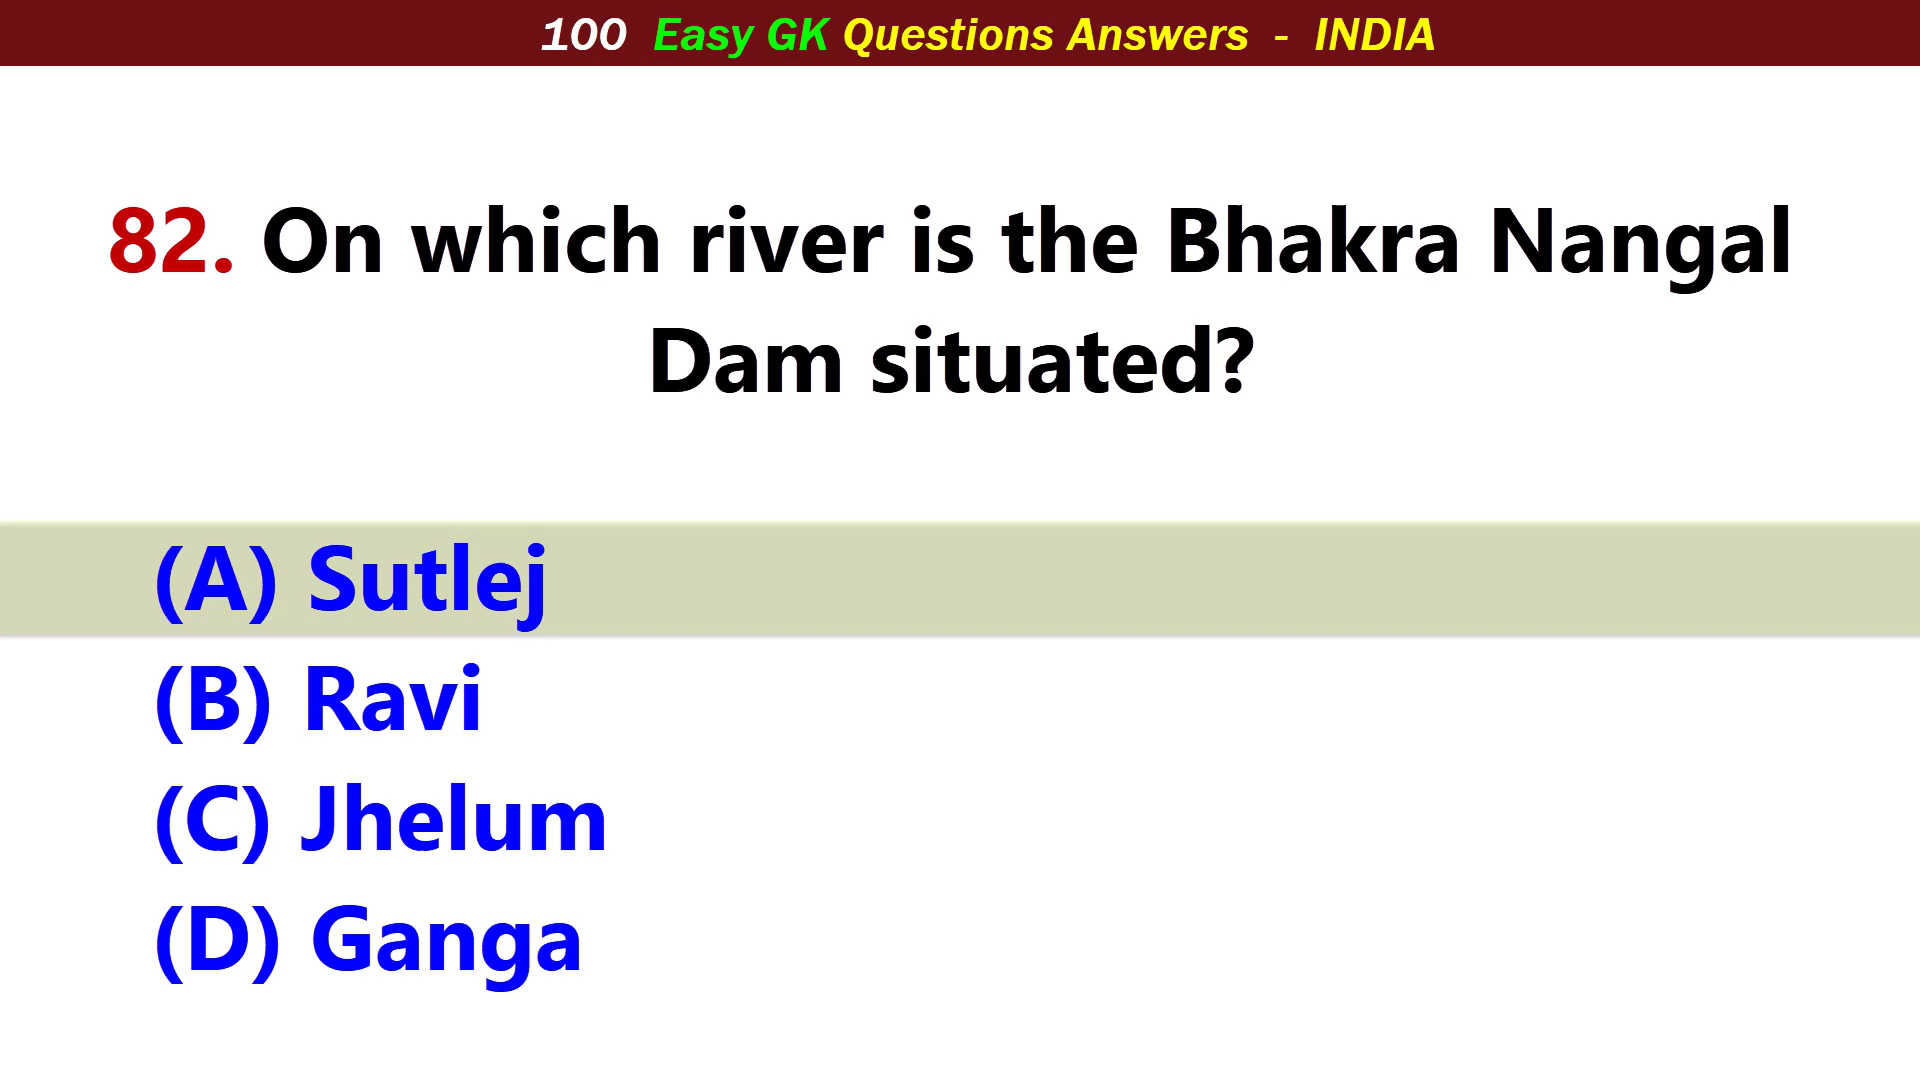 100 Easy GK Questions Answers - INDIA
82. On which river is the Bhakra Nangal
Dam situated?
(A) Sutlej
(B) Ravi
(C) Jhelum
(D) Ganga